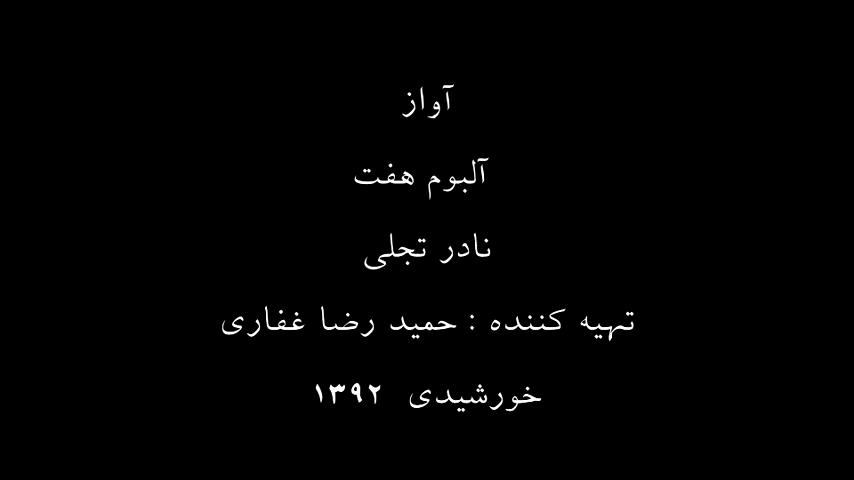 آواز
آلبوم هفت
نادر تجلی
تهیه کننده : حمید رضا غفاری
خورشیدی ۱۳۹۲